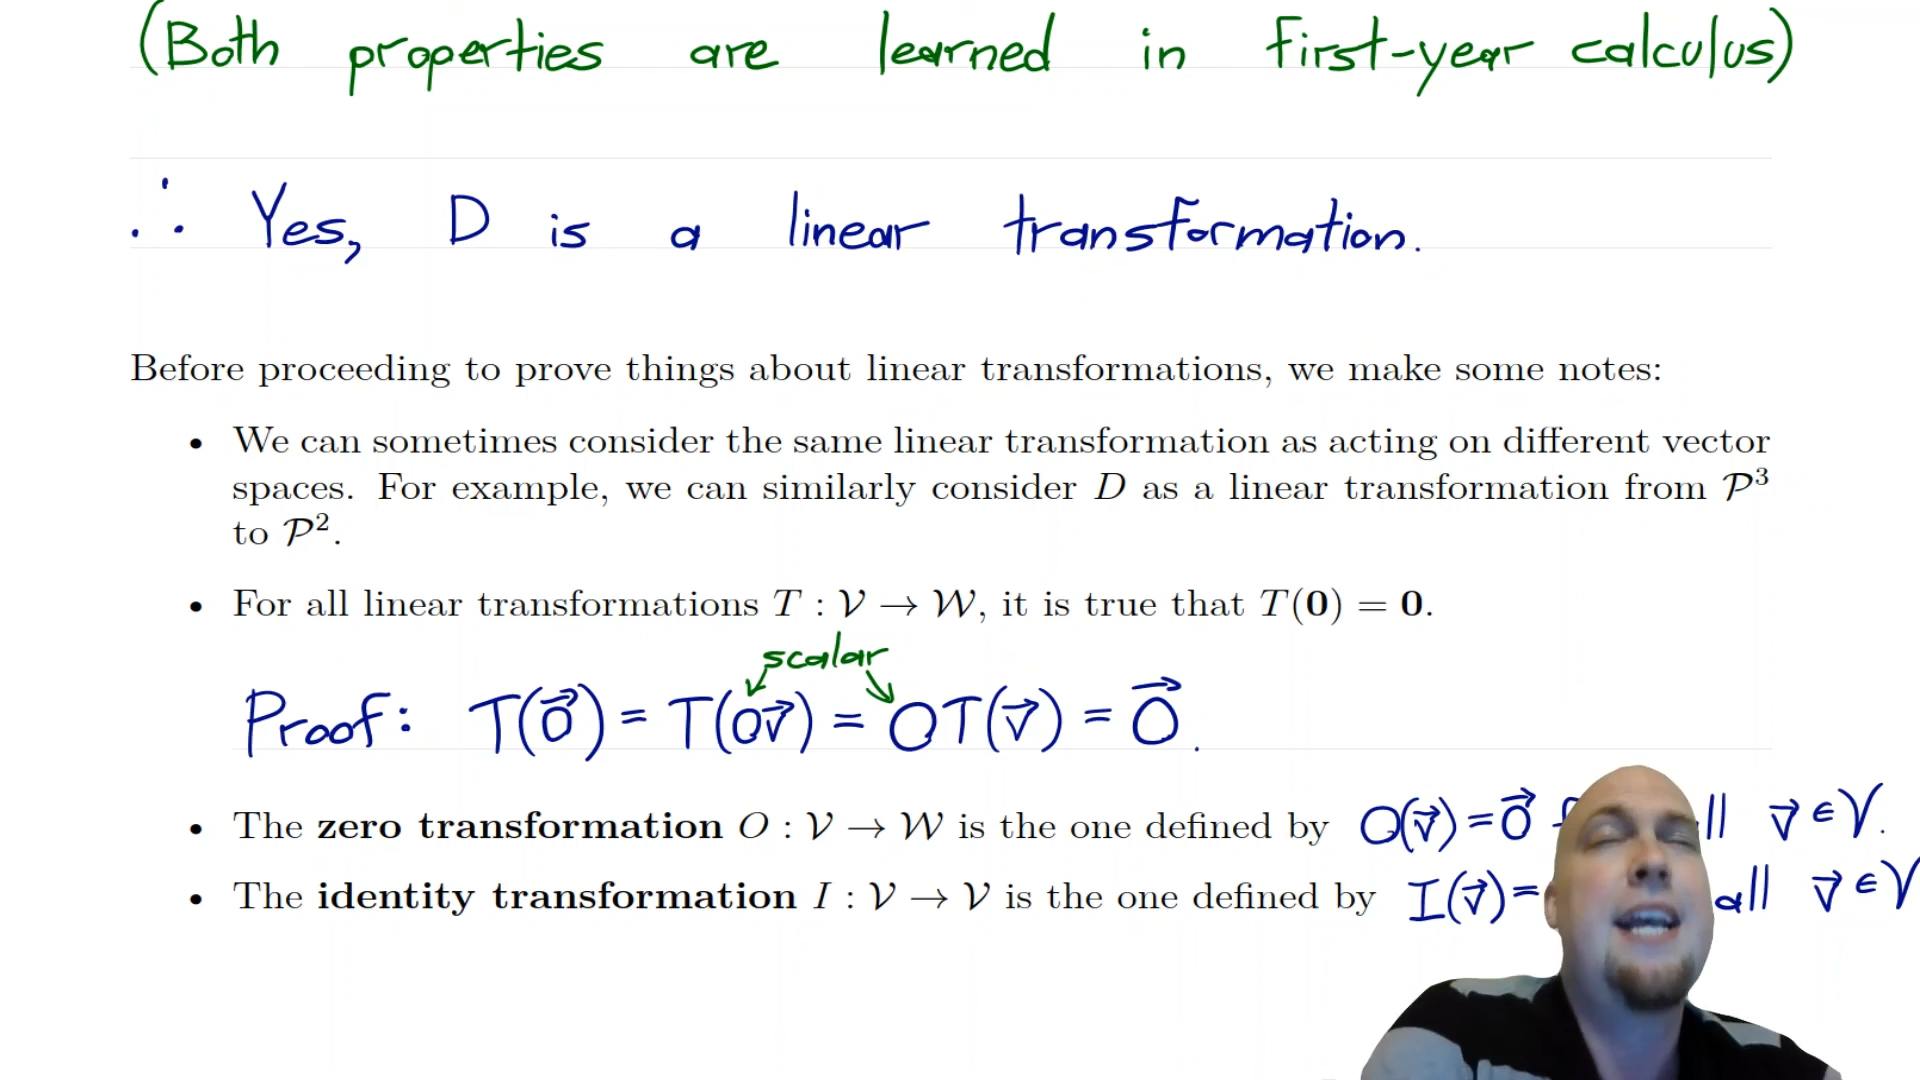 (Both properties are learned in first-year calculus)
∴ Yes, D is a linear transformation.
Before proceeding to prove things about linear transformations, we make some notes:
• We can sometimes consider the same linear transformation as acting on different vector
spaces. For example, we can similarly consider D as a linear transformation from 𝒫³
to 𝒫².
• For all linear transformations T : 𝒱 → 𝒲, it is true that T(𝟎) = 𝟎.
scalar
Proof: T(0⃗) = T(0v⃗) = 0T(v⃗) = 0⃗.
• The zero transformation O : 𝒱 → 𝒲 is the one defined by O(v⃗) = 0⃗ v⃗ ∈ 𝒱.
• The identity transformation I : 𝒱 → 𝒱 is the one defined by I(v⃗) = all v⃗ ∈ 𝒱